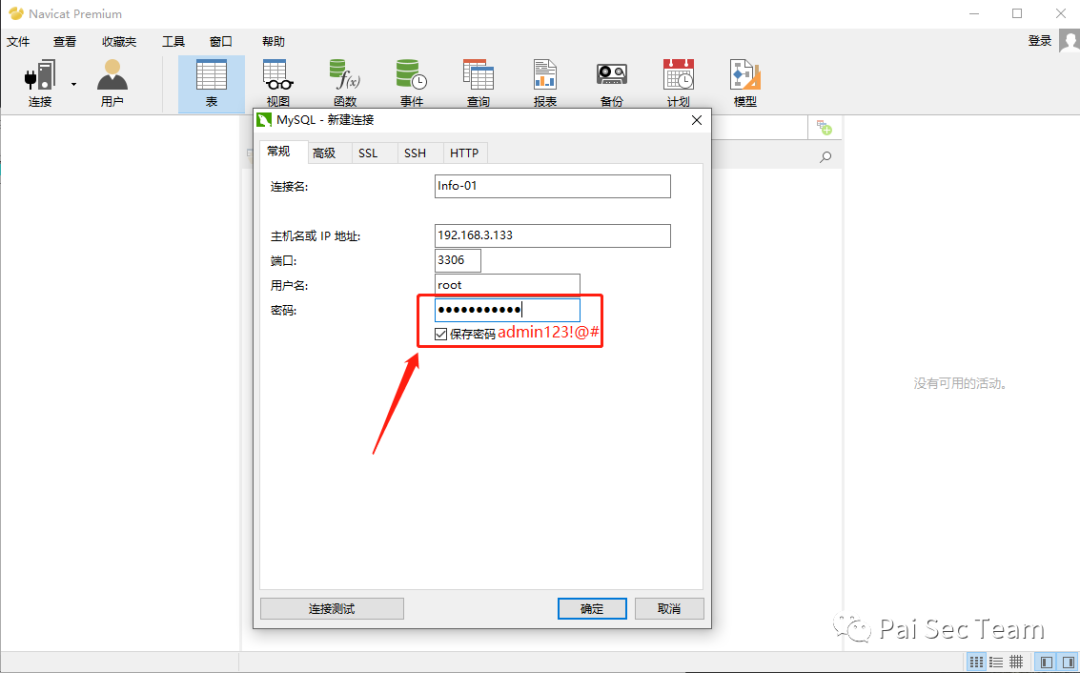 Navicat Premium
文件 查看 收藏夹 工具 窗口 帮助 登录
连接 用户 表 视图 函数 事件 查询 报表 备份 计划 模型
f(x)
MySQL - 新建连接
常规 高级 SSL SSH HTTP
连接名: Info-01
主机名或 IP 地址: 192.168.3.133
端口: 3306
用户名: root
密码: ●●●●●●●●●●●
保存密码 admin123!@#
没有可用的活动。
连接测试 确定 取消
Pai Sec Team